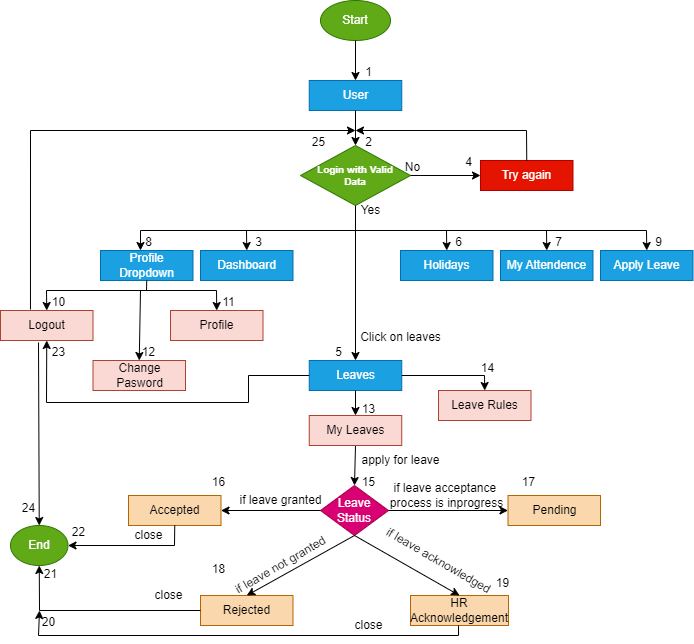 Start
1
User
25
2
Login with Valid
Data
No
4
Try again
Yes
8
3
6
7
9
Profile
Dropdown
Dashboard
Holidays
My Attendence
Apply Leave
10
11
Logout
Profile
Click on leaves
23
12
5
14
Change
Pasword
Leaves
Leave Rules
13
My Leaves
apply for leave
16
15
17
if leave granted
if leave acceptance
process is inprogress
Accepted
Leave
Status
Pending
24
22
close
End
if leave not granted
if leave acknowledged
21
18
19
close
Rejected
HR
Acknowledgement
20
close